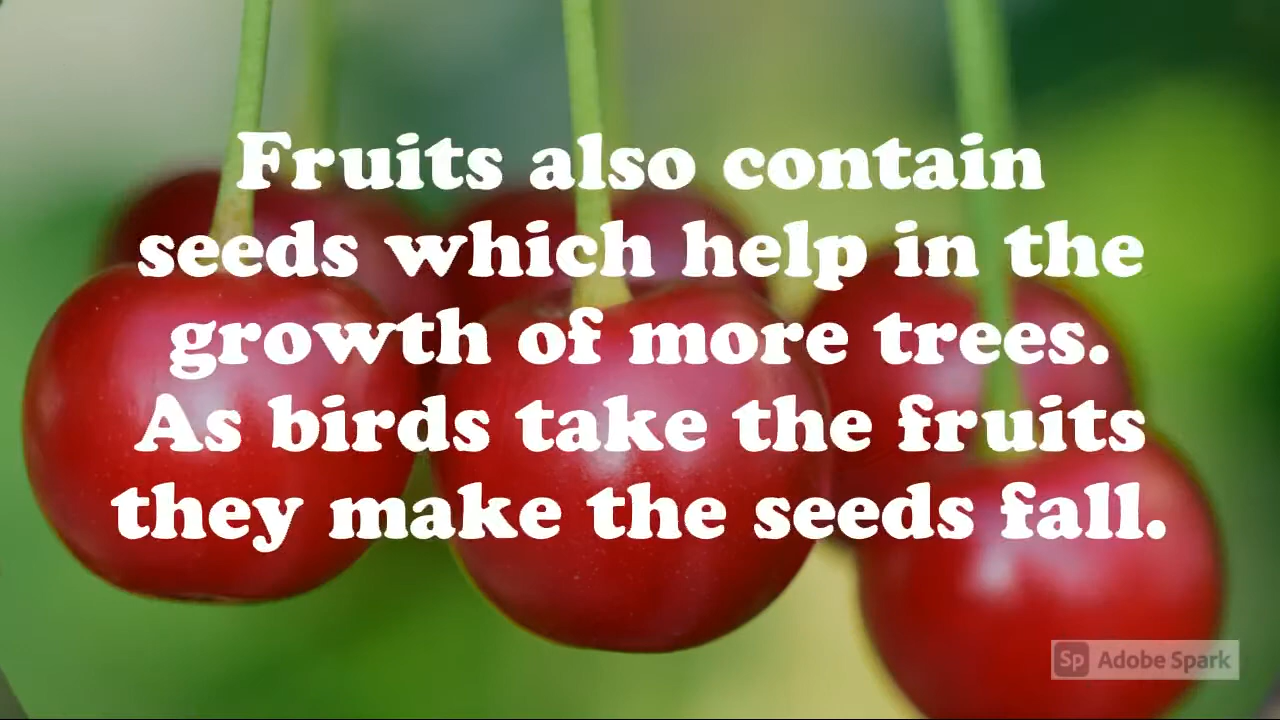 Fruits also contain
seeds which help in the
growth of more trees.
As birds take the fruits
they make the seeds fall.
Sp Adobe Spark